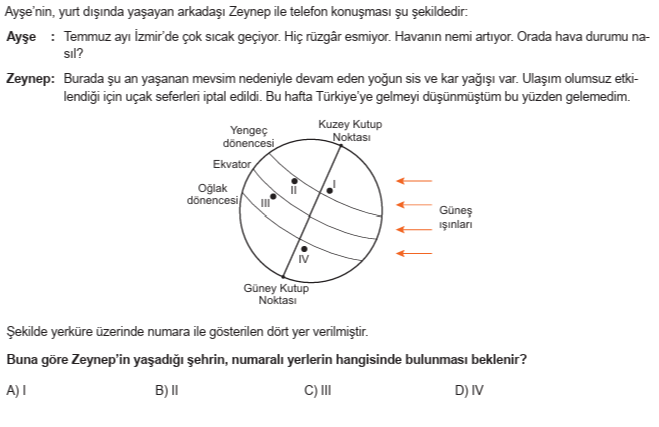 Ayşe'nin, yurt dışında yaşayan arkadaşı Zeynep ile telefon konuşması şu şekildedir:
Ayşe : Temmuz ayı İzmir'de çok sıcak geçiyor. Hiç rüzgâr esmiyor. Havanın nemi artıyor. Orada hava durumu na-
sıl?
Zeynep: Burada şu an yaşanan mevsim nedeniyle devam eden yoğun sis ve kar yağışı var. Ulaşım olumsuz etki-
lendiği için uçak seferleri iptal edildi. Bu hafta Türkiye'ye gelmeyi düşünmüştüm bu yüzden gelemedim.
Kuzey Kutup
Noktası
Yengeç
dönencesi
Ekvator
Oğlak
dönencesi
I
II
III
IV
Güneş
ışınları
Güney Kutup
Noktası
Şekilde yerküre üzerinde numara ile gösterilen dört yer verilmiştir.
Buna göre Zeynep'in yaşadığı şehrin, numaralı yerlerin hangisinde bulunması beklenir?
A) I B) II C) III D) IV